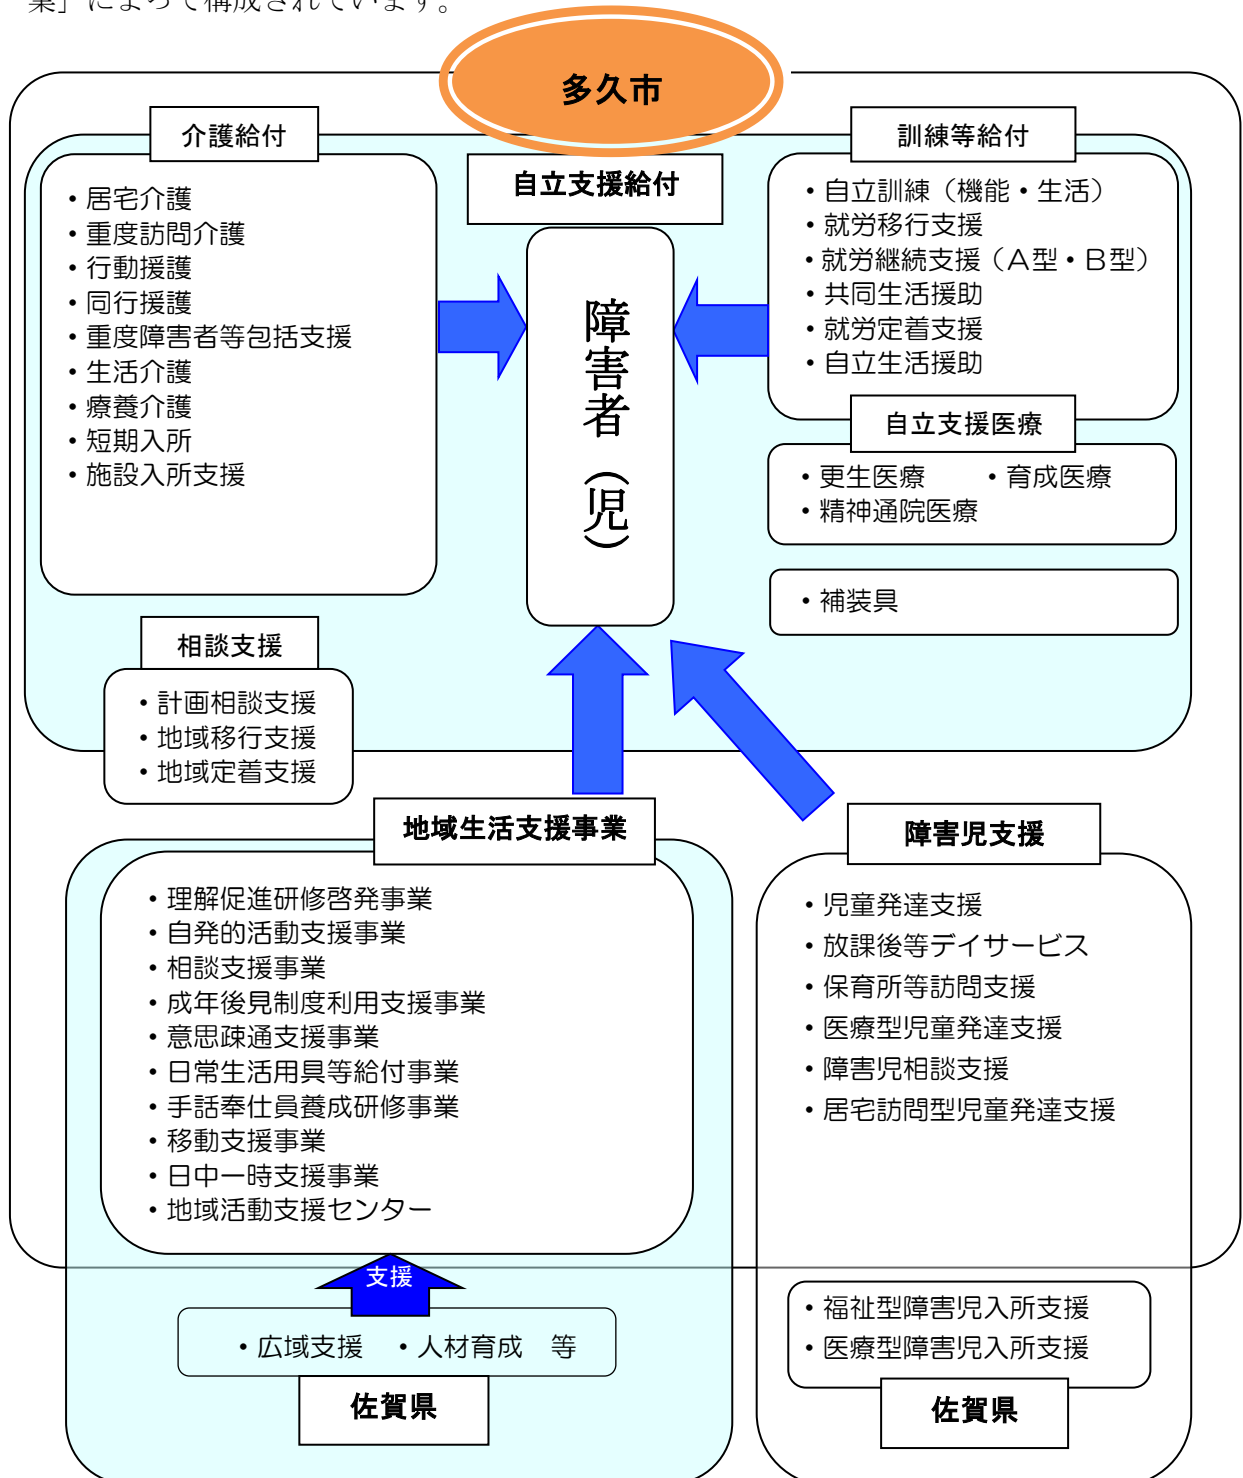 業」によって構成されています。
多久市
介護給付
・居宅介護
・重度訪問介護
・行動援護
・同行援護
・重度障害者等包括支援
・生活介護
・療養介護
・短期入所
・施設入所支援
自立支援給付
障害者（児）
訓練等給付
・自立訓練（機能・生活）
・就労移行支援
・就労継続支援（A型・B型）
・共同生活援助
・就労定着支援
・自立生活援助
自立支援医療
・更生医療　　・育成医療
・精神通院医療
・補装具
相談支援
・計画相談支援
・地域移行支援
・地域定着支援
地域生活支援事業
・理解促進研修啓発事業
・自発的活動支援事業
・相談支援事業
・成年後見制度利用支援事業
・意思疎通支援事業
・日常生活用具等給付事業
・手話奉仕員養成研修事業
・移動支援事業
・日中一時支援事業
・地域活動支援センター
支援
・広域支援　・人材育成　等
佐賀県
障害児支援
・児童発達支援
・放課後等デイサービス
・保育所等訪問支援
・医療型児童発達支援
・障害児相談支援
・居宅訪問型児童発達支援
・福祉型障害児入所支援
・医療型障害児入所支援
佐賀県